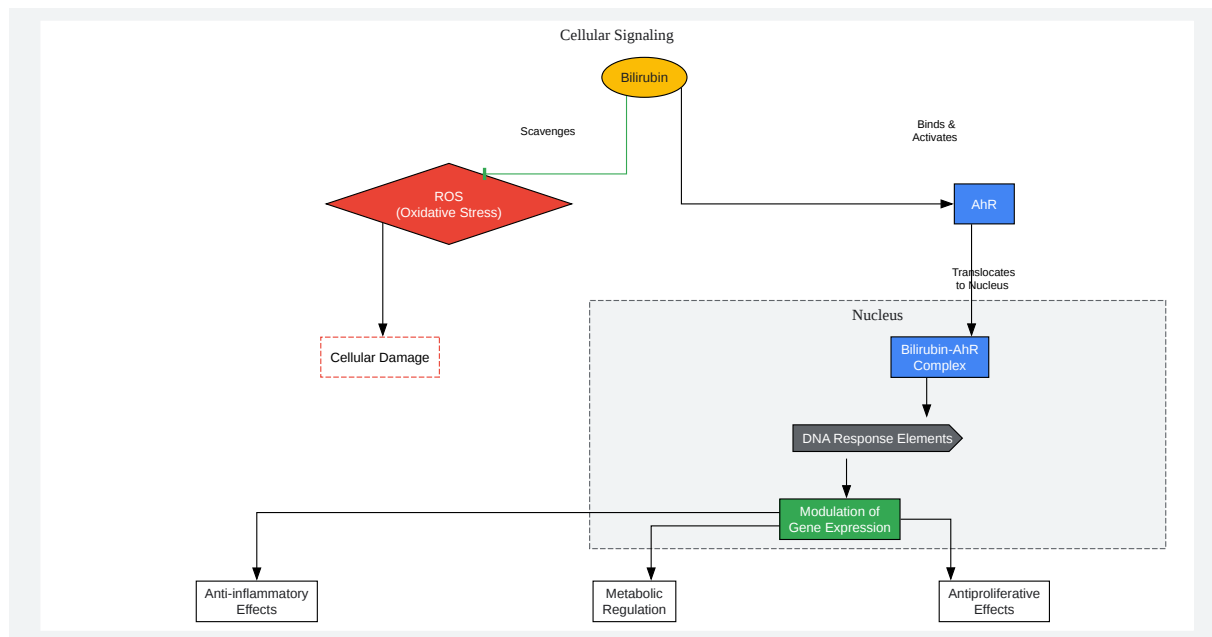 Cellular Signaling
Bilirubin
Scavenges
Binds &
Activates
ROS
(Oxidative Stress)
AhR
Translocates
to Nucleus
Nucleus
Cellular Damage
Bilirubin-AhR
Complex
DNA Response Elements
Modulation of
Gene Expression
Anti-inflammatory
Effects
Metabolic
Regulation
Antiproliferative
Effects